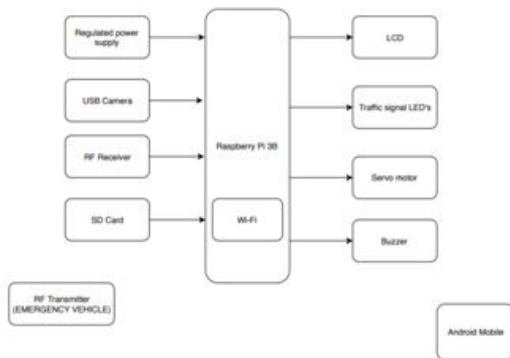 Regulated power
supply
USB Camera
RF Receiver
SD Card
Raspberry Pi 3B
Wi-Fi
LCD
Traffic signal LED's
Servo motor
Buzzer
RF Transmitter
(EMERGENCY VEHICLE)
Android Mobile